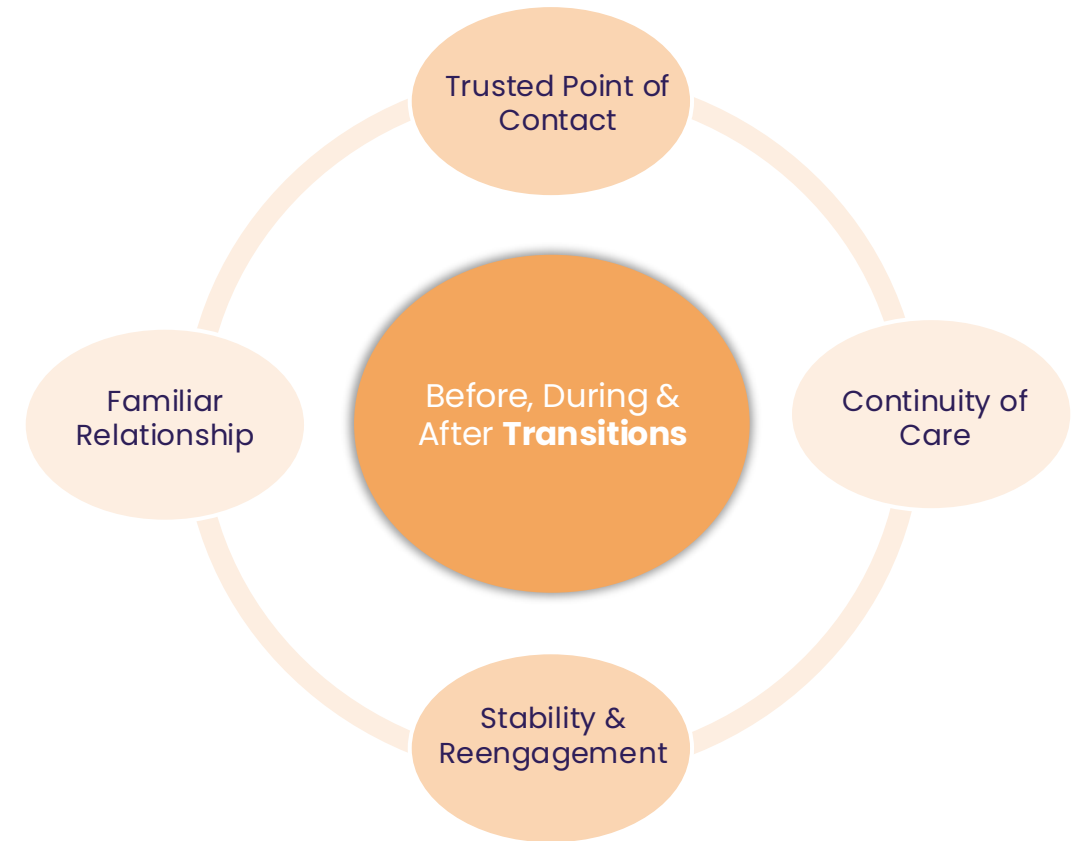 Trusted Point of
Contact
Familiar
Relationship
Before, During &
After Transitions
Continuity of
Care
Stability &
Reengagement